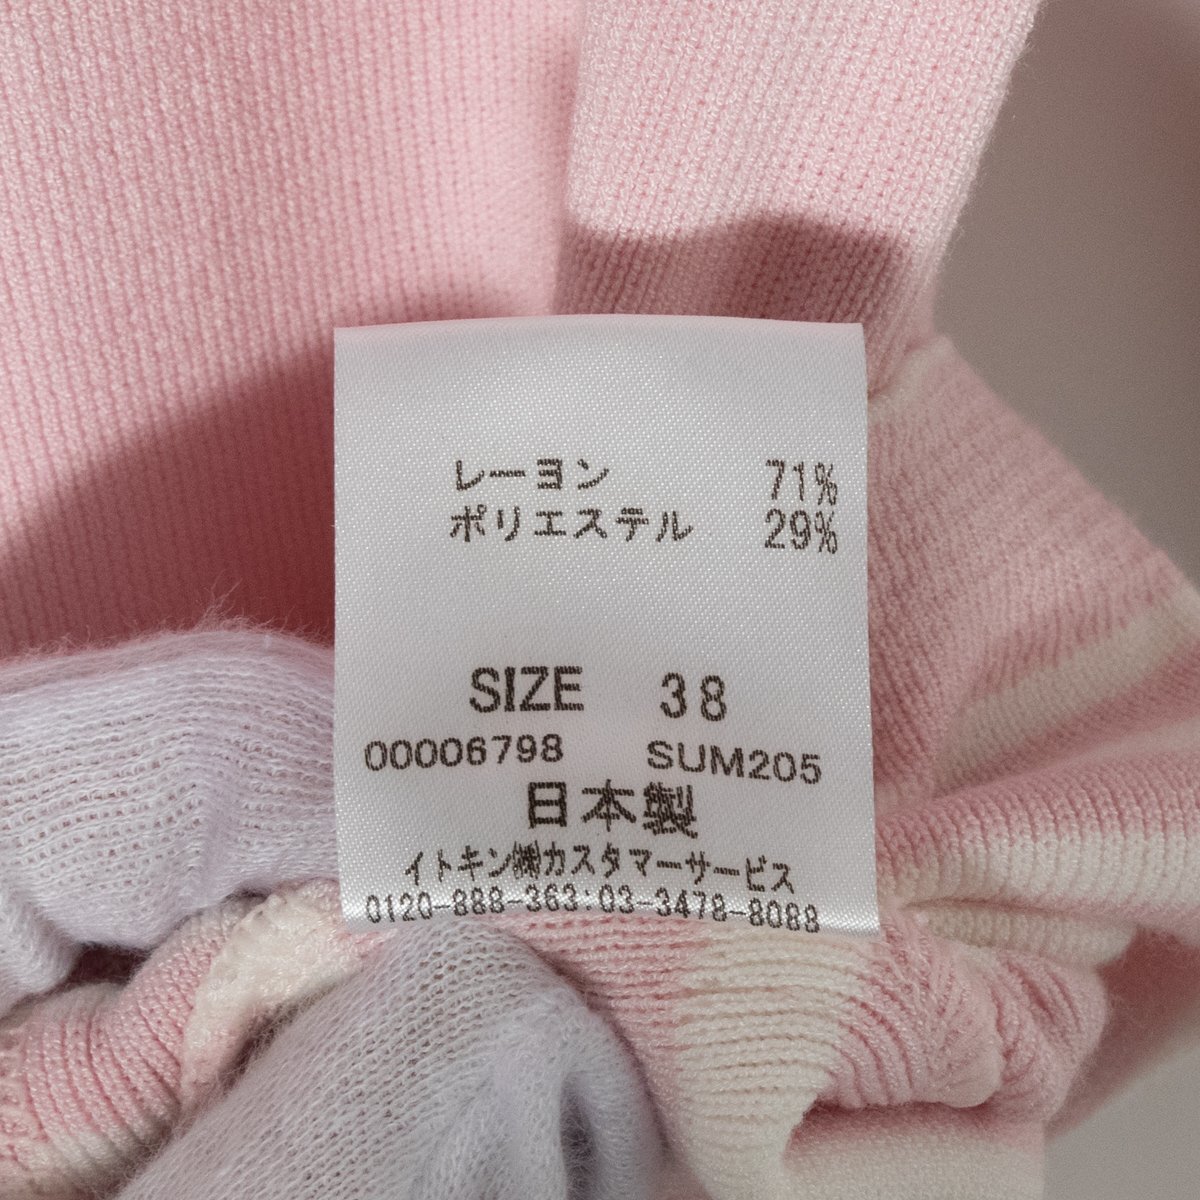 レーヨン 71%
ポリエステル 29%
SIZE 38
00006798 SUM205
日本製
イトキン㈱カスタマーサービス
0120-888-363:03-3478-8088